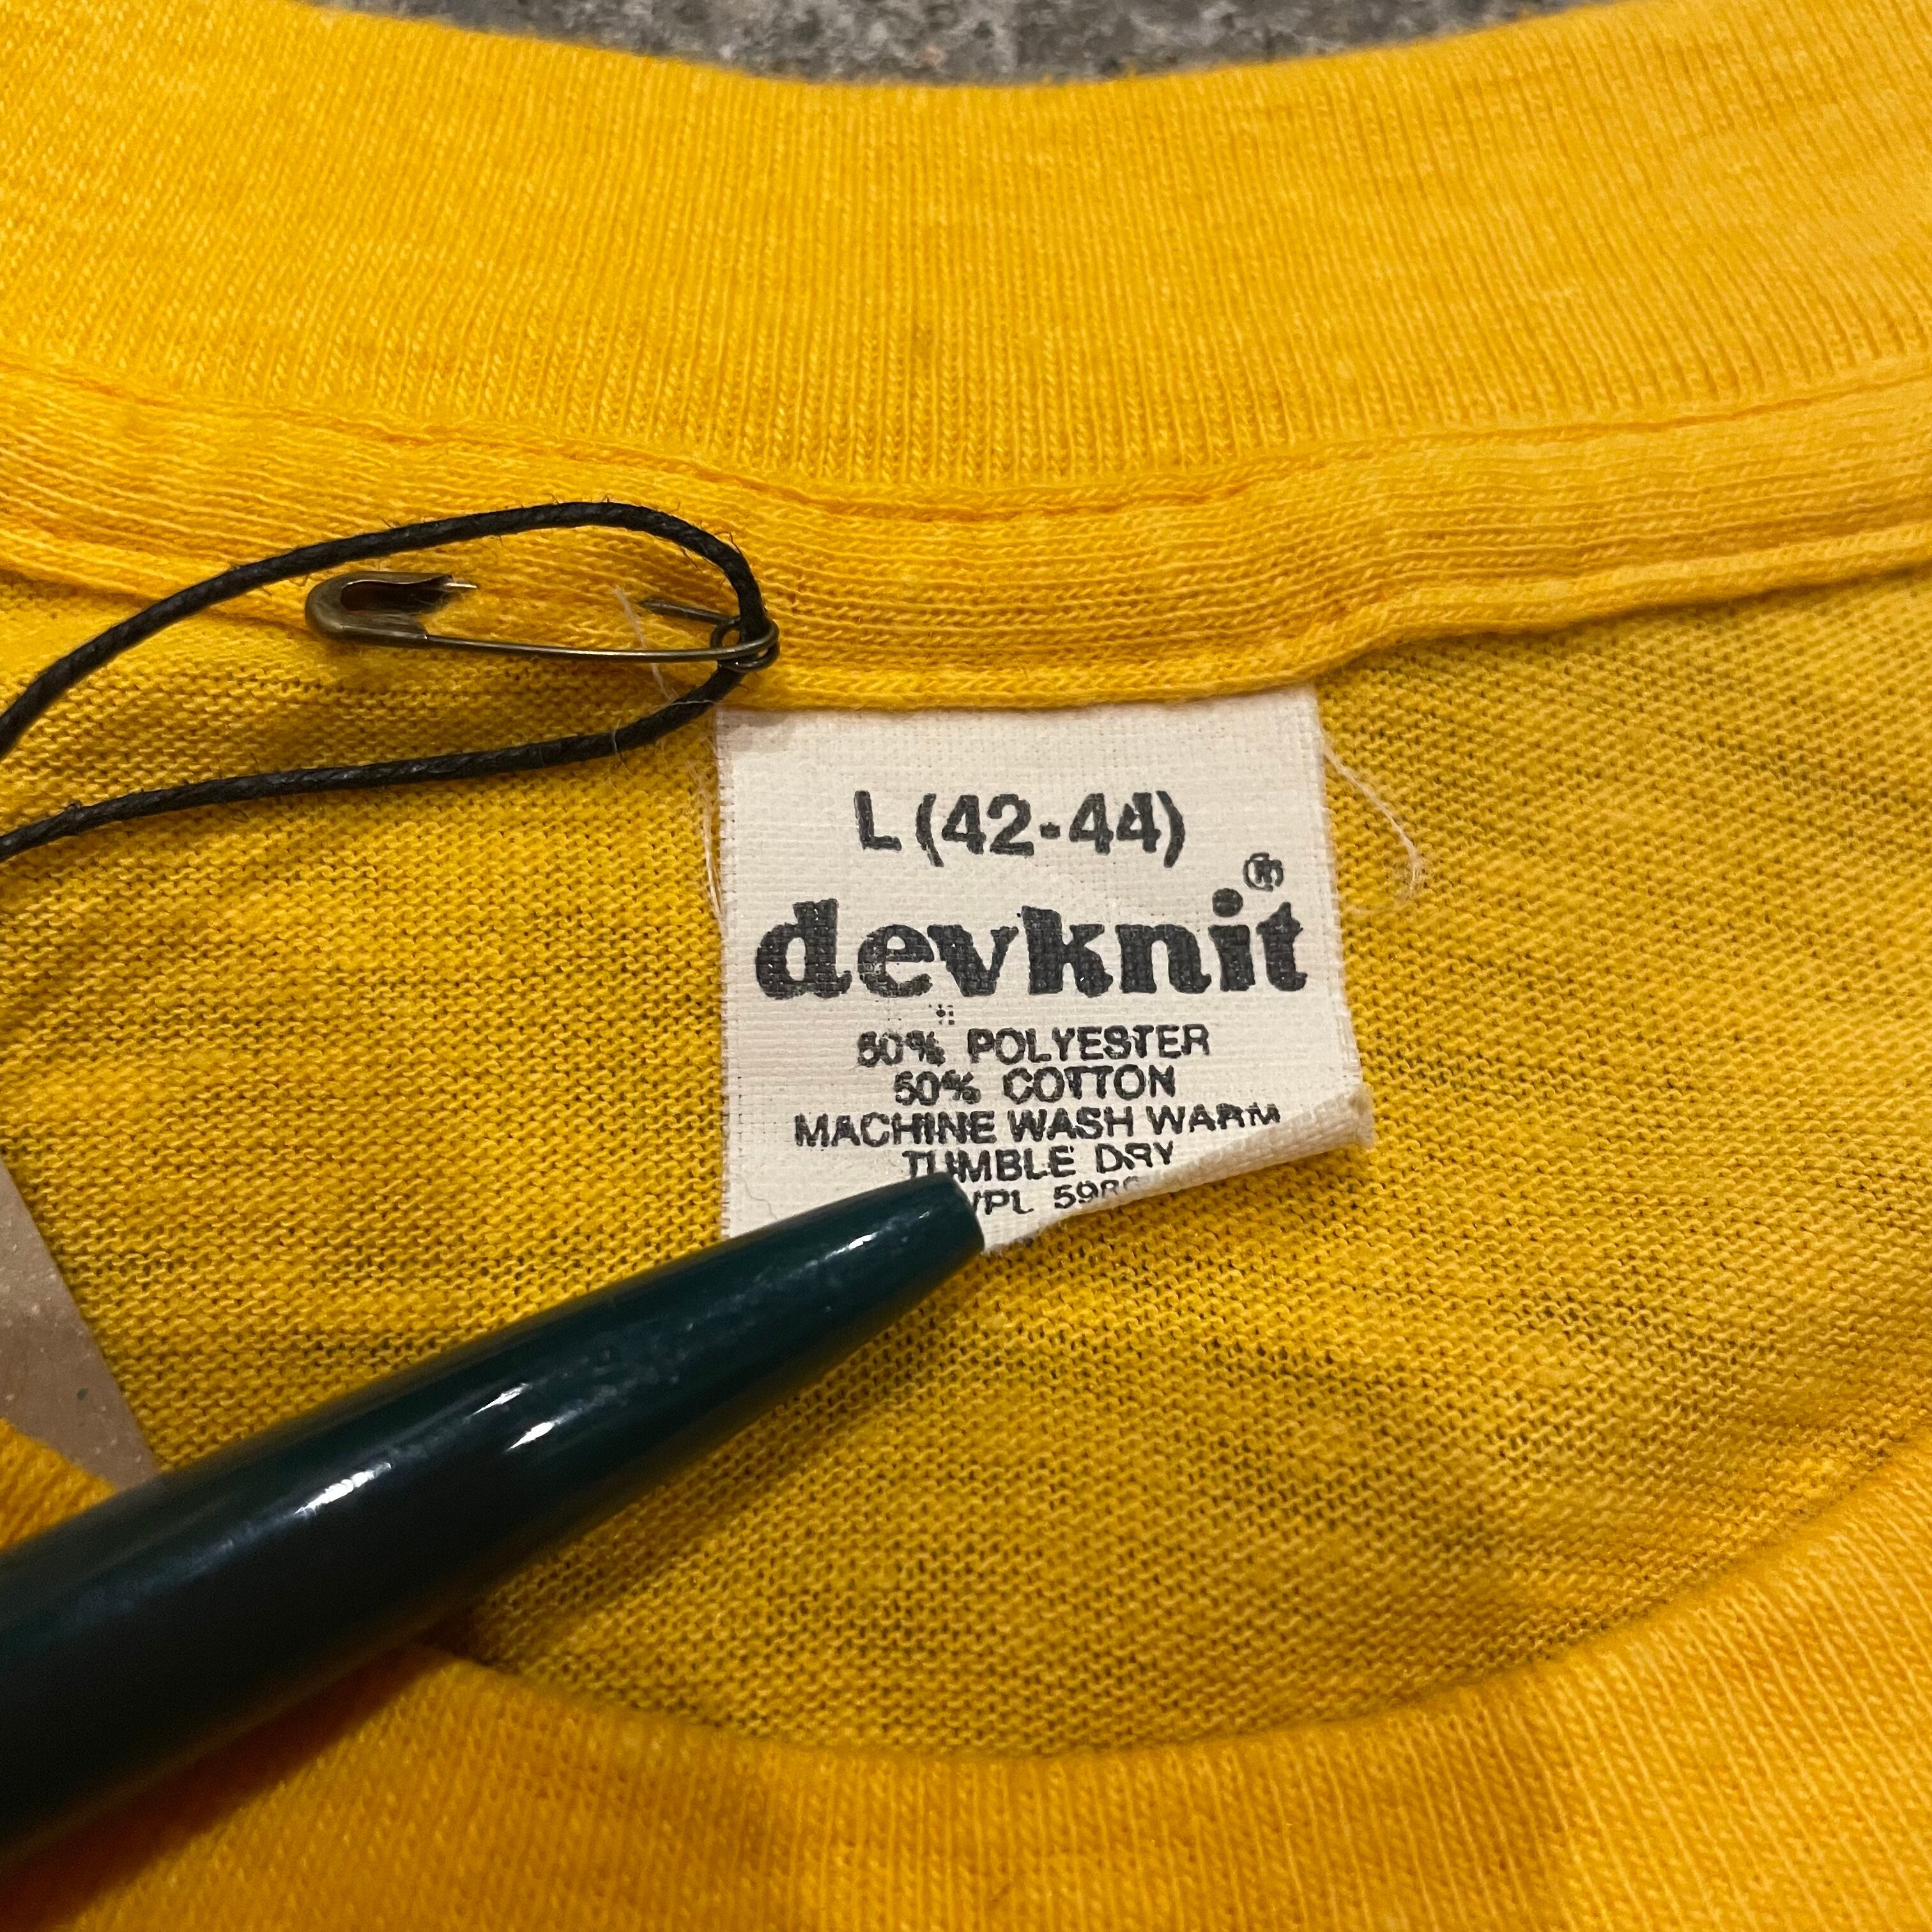 L (42-44)
devknit®
50% POLYESTER
50% COTTON
MACHINE WASH WARM
TUMBLE DRY